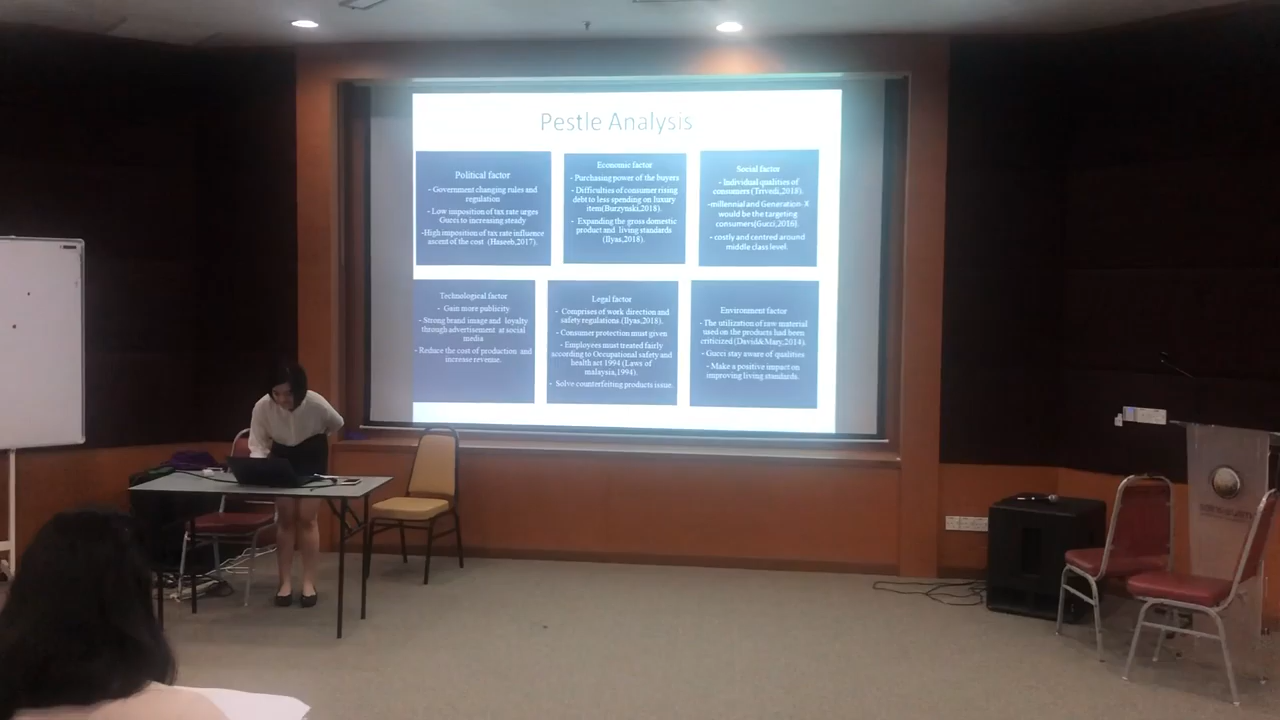 Pestle Analysis
Political factor
- Government changing rules and
regulation
- Low imposition of tax rate urges
Gucci to increasing steady
-High imposition of tax rate influence
ascent of the cost (Haseeb,2017).
Economic factor
- Purchasing power of the buyers
- Difficulties of consumer rising
debt to less spending on luxury
item(Burzynski,2018).
- Expanding the gross domestic
product and living standards
(Ilyas,2018).
Social factor
- Individual qualities of
consumers (Trivedi,2018).
-millennial and Generation- X
would be the targeting
consumers(Gucci,2016).
- costly and centred around
middle class level.
Technological factor
- Gain more publicity
- Strong brand image and loyalty
through advertisement at social
media
- Reduce the cost of production and
increase revenue.
Legal factor
- Comprises of work direction and
safety regulations (Ilyas,2018).
- Consumer protection must given
- Employees must treated fairly
according to Occupational safety and
health act 1994 (Laws of
malaysia,1994).
- Solve counterfeiting products issue.
Environment factor
- The utilization of raw material
used on the products had been
criticized (David&Mary,2014).
- Gucci stay aware of qualities
- Make a positive impact on
improving living standards.